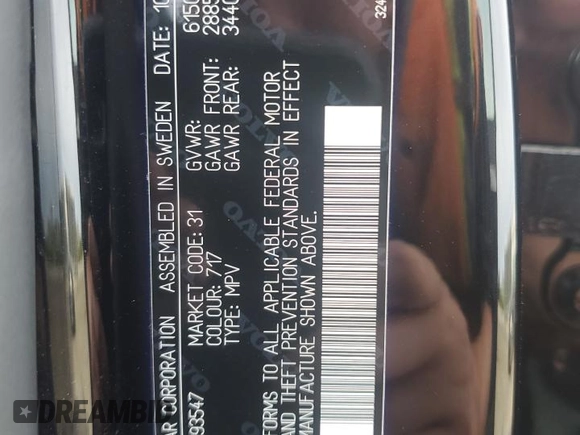 AR CORPORATION ASSEMBLED IN SWEDEN DATE: 10
MARKET CODE: 31 GVWR: 6150
COLOUR: 717 GAWR FRONT: 2885
TYPE: MPV GAWR REAR: 3440
93547
FORMS TO ALL APPLICABLE FEDERAL MOTOR
AND THEFT PREVENTION STANDARDS IN EFFECT
MANUFACTURE SHOWN ABOVE.
324
VOLVO
DREAMBID